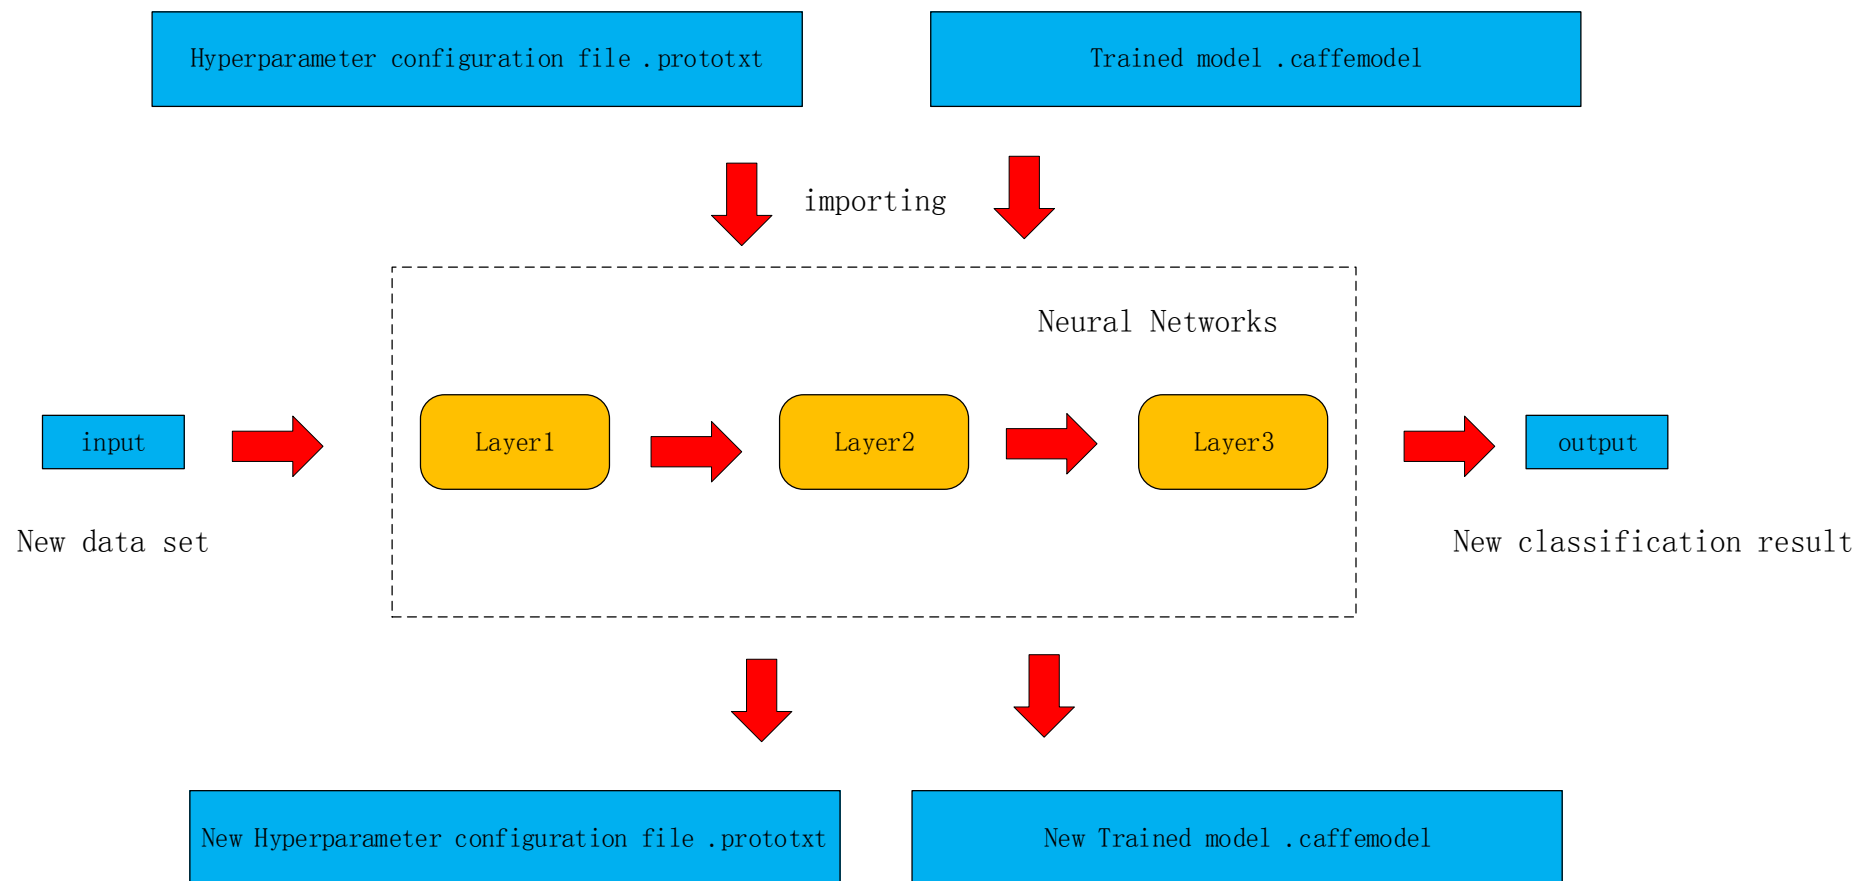 Hyperparameter configuration file .prototxt
Trained model .caffemodel
importing
Neural Networks
input
Layer1
Layer2
Layer3
output
New data set
New classification result
New Hyperparameter configuration file .prototxt
New Trained model .caffemodel